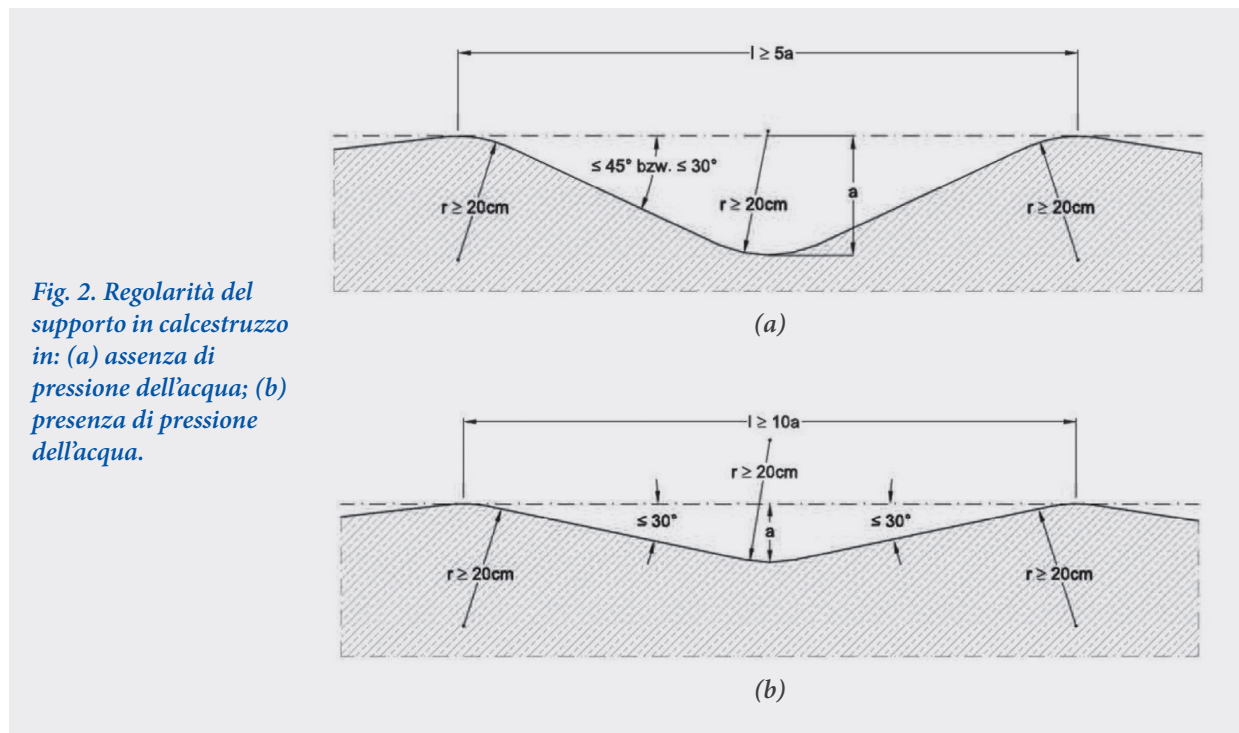 l ≥ 5a
≤ 45° bzw. ≤ 30°
a
r ≥ 20cm
r ≥ 20cm
r ≥ 20cm
(a)
Fig. 2. Regolarità del
supporto in calcestruzzo
in: (a) assenza di
pressione dell’acqua; (b)
presenza di pressione
dell’acqua.
l ≥ 10a
r ≥ 20cm
≤ 30°
a
≤ 30°
r ≥ 20cm
r ≥ 20cm
(b)